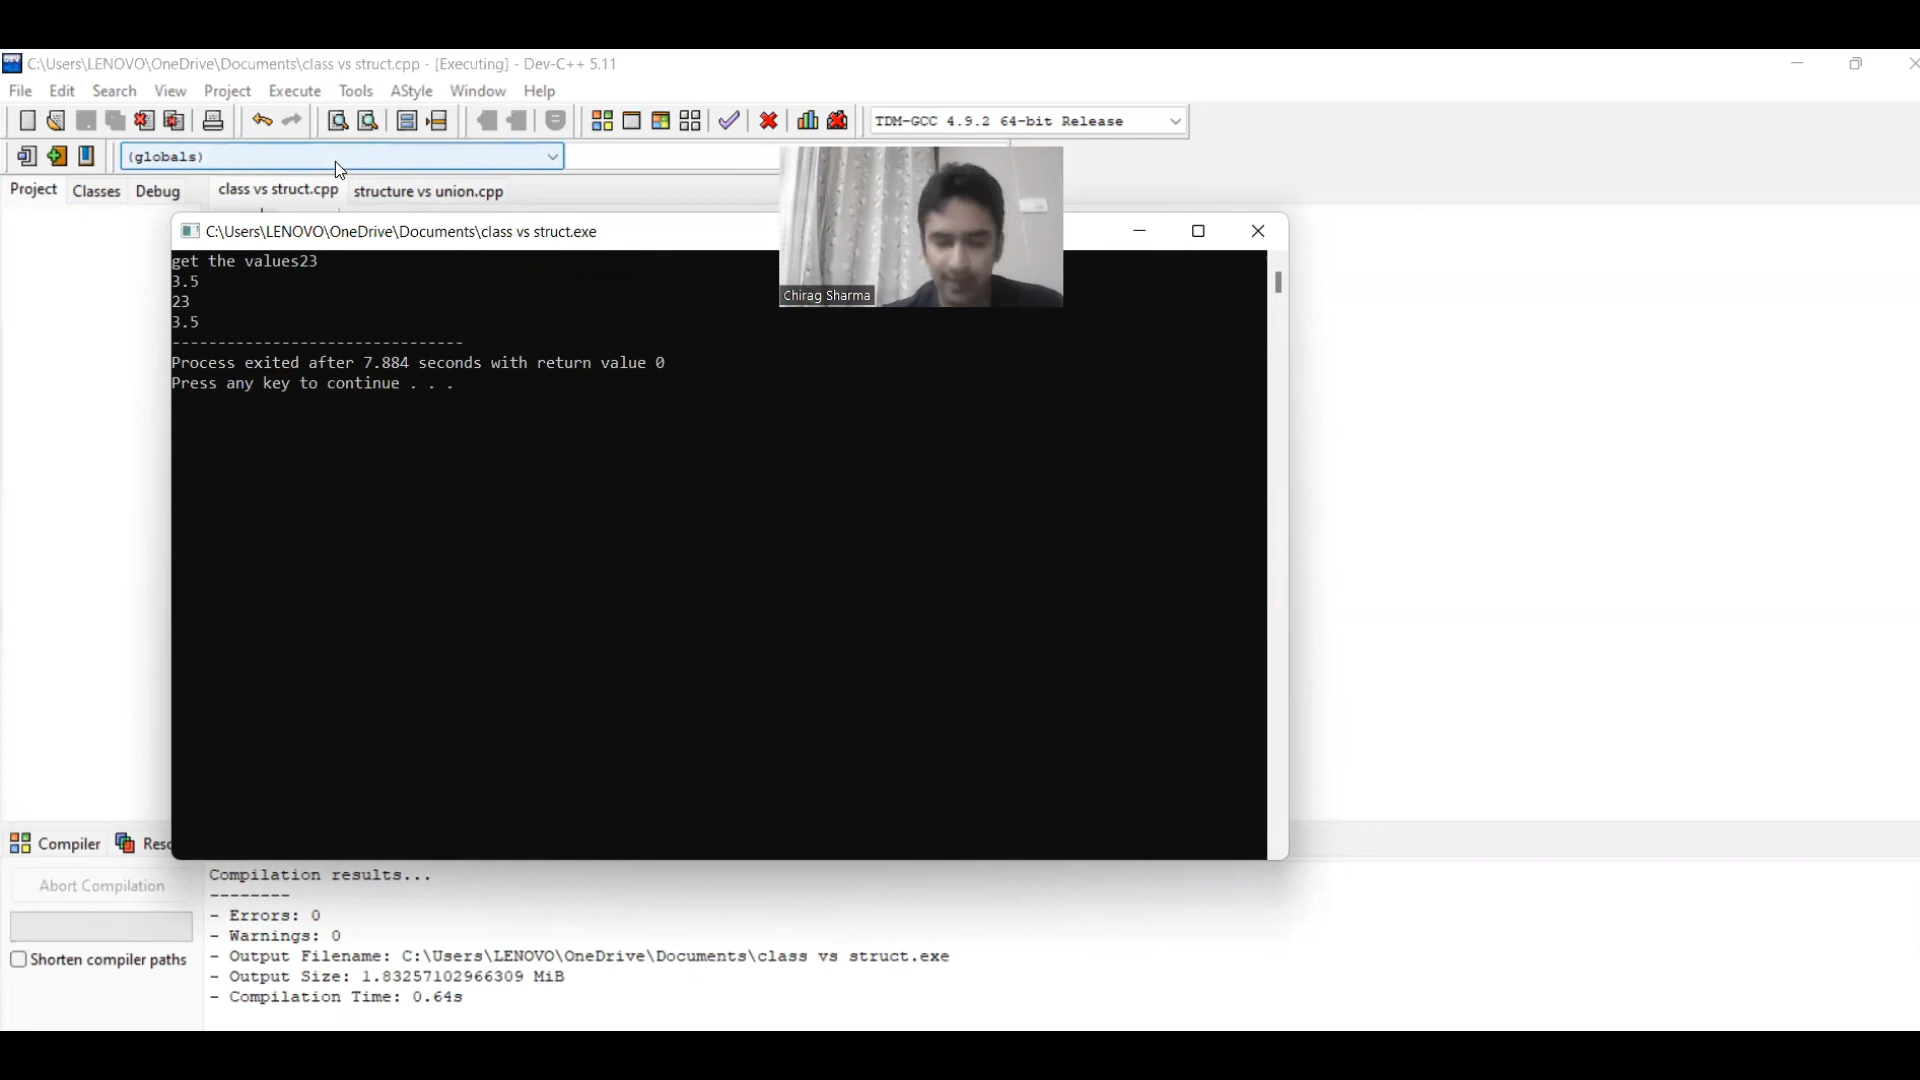 C:\Users\LENOVO\OneDrive\Documents\class vs struct.cpp - [Executing] - Dev-C++ 5.11
File Edit Search View Project Execute Tools AStyle Window Help
TDM-GCC 4.9.2 64-bit Release
(globals)
Project Classes Debug class vs struct.cpp structure vs union.cpp
C:\Users\LENOVO\OneDrive\Documents\class vs struct.exe
get the values23
3.5
23
3.5
--------------------------------
Process exited after 7.884 seconds with return value 0
Press any key to continue . . .
Chirag Sharma
Compiler
Abort Compilation
Shorten compiler paths
Compilation results...
--------
- Errors: 0
- Warnings: 0
- Output Filename: C:\Users\LENOVO\OneDrive\Documents\class vs struct.exe
- Output Size: 1.83257102966309 MiB
- Compilation Time: 0.64s